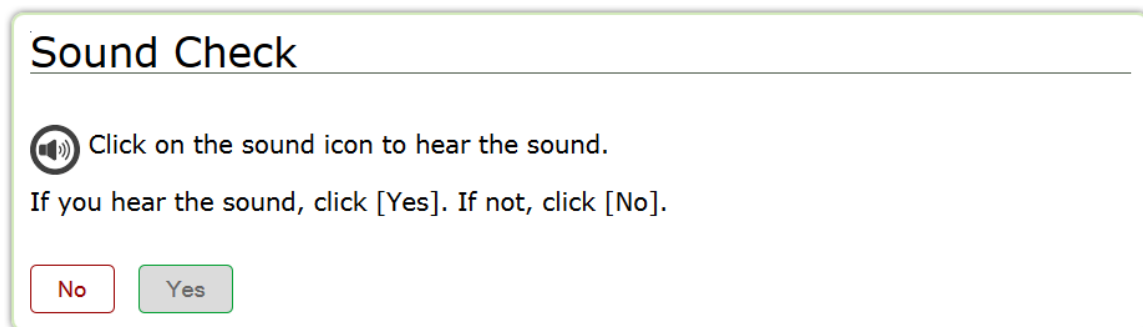 Sound Check
Click on the sound icon to hear the sound.
If you hear the sound, click [Yes]. If not, click [No].
No Yes